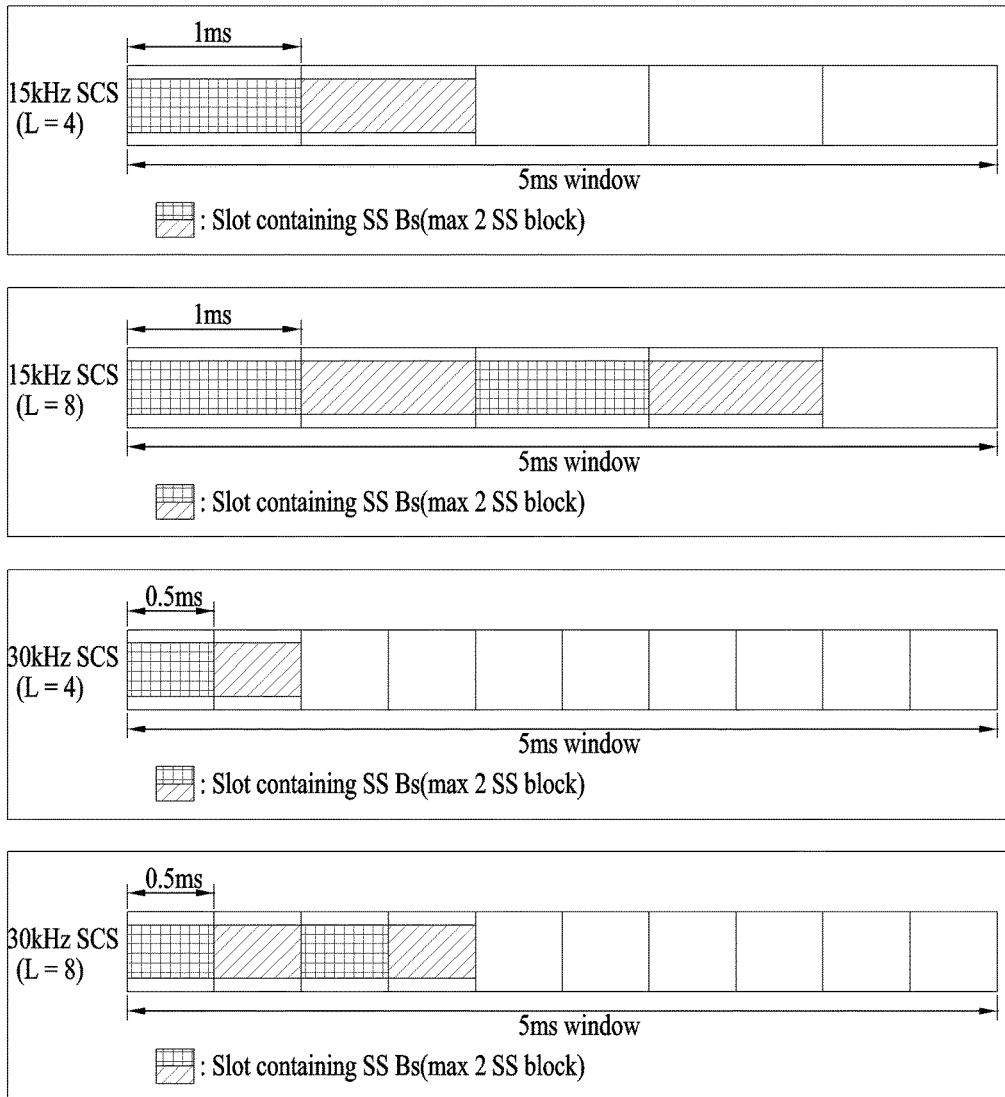 1ms
15kHz SCS
(L = 4)
5ms window
: Slot containing SS Bs(max 2 SS block)
1ms
15kHz SCS
(L = 8)
5ms window
: Slot containing SS Bs(max 2 SS block)
0.5ms
30kHz SCS
(L = 4)
5ms window
: Slot containing SS Bs(max 2 SS block)
0.5ms
30kHz SCS
(L = 8)
5ms window
: Slot containing SS Bs(max 2 SS block)